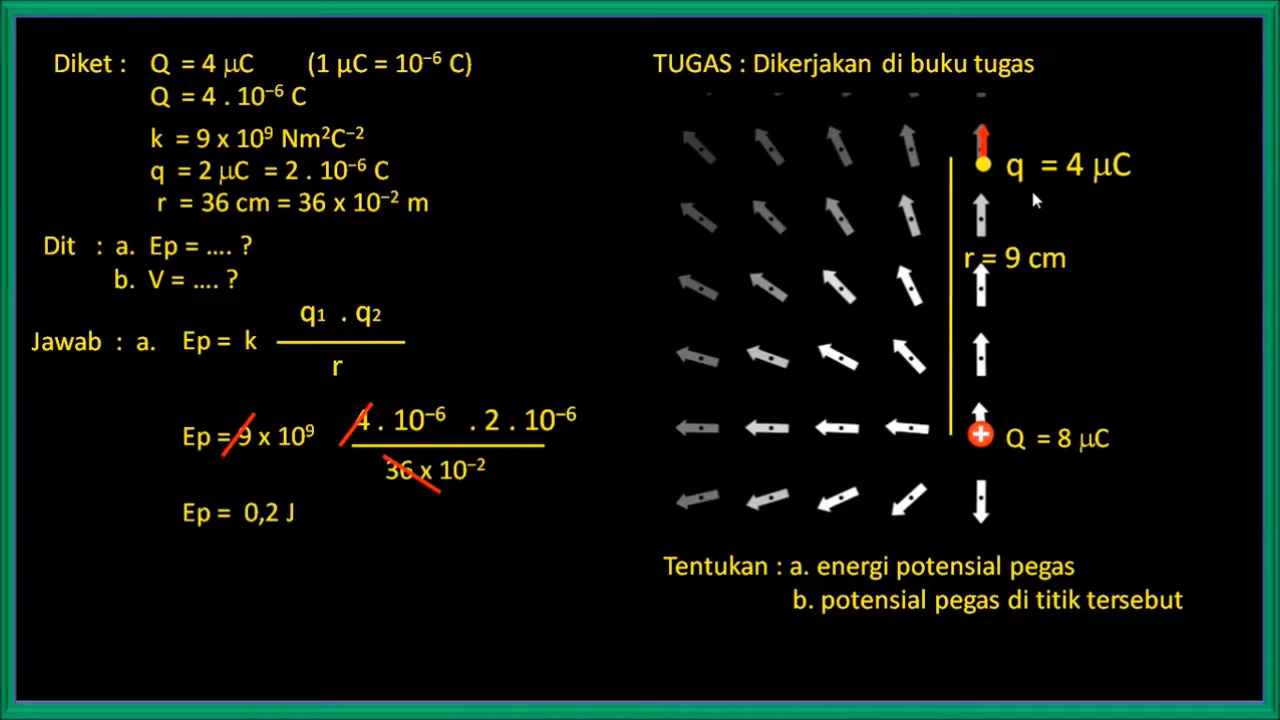 Diket : Q = 4 μC (1 μC = 10⁻⁶ C)
Q = 4 . 10⁻⁶ C
k = 9 x 10⁹ Nm²C⁻²
q = 2 μC = 2 . 10⁻⁶ C
r = 36 cm = 36 x 10⁻² m
Dit : a. Ep = .... ?
b. V = .... ?
Jawab : a. Ep = k q₁ . q₂
r
Ep = 9 x 10⁹ 4 . 10⁻⁶ . 2 . 10⁻⁶
36 x 10⁻²
Ep = 0,2 J
TUGAS : Dikerjakan di buku tugas
q = 4 μC
r = 9 cm
+ Q = 8 μC
Tentukan : a. energi potensial pegas
b. potensial pegas di titik tersebut